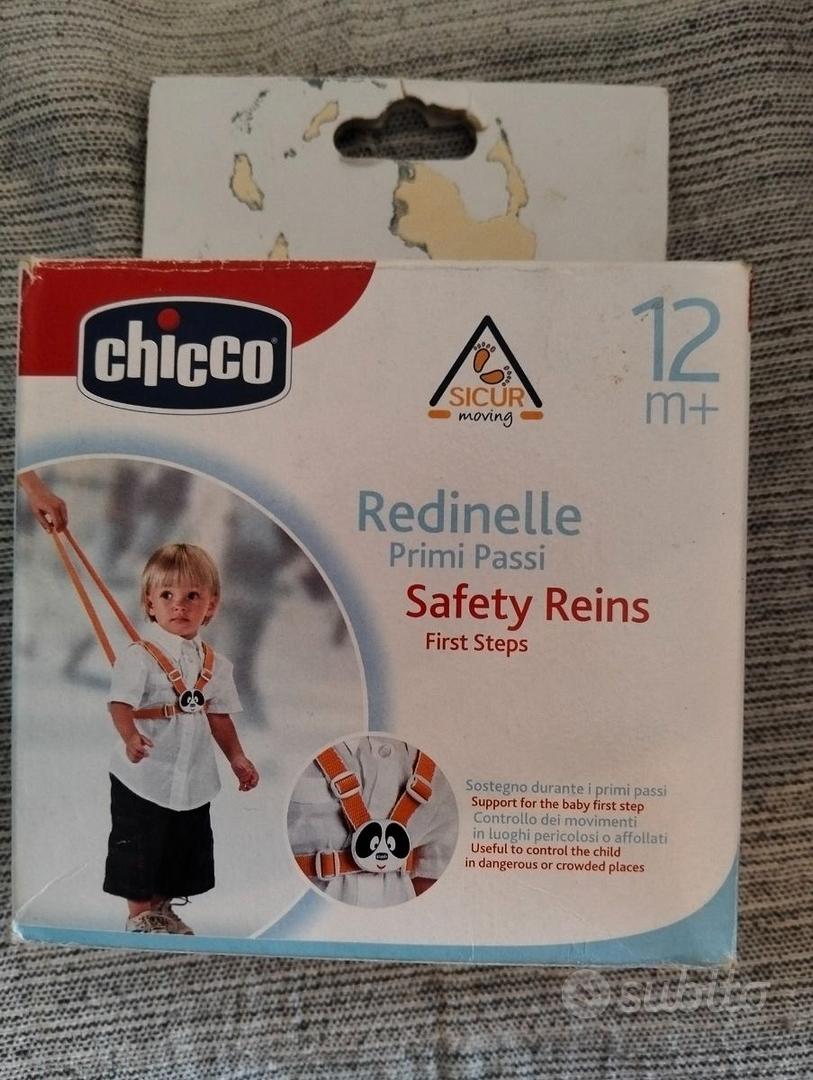 chicco
SICUR
moving
12
m+
Redinelle
Primi Passi
Safety Reins
First Steps
Sostegno durante i primi passi
Support for the baby first step
Controllo dei movimenti
in luoghi pericolosi o affollati
Useful to control the child
in dangerous or crowded places
subito